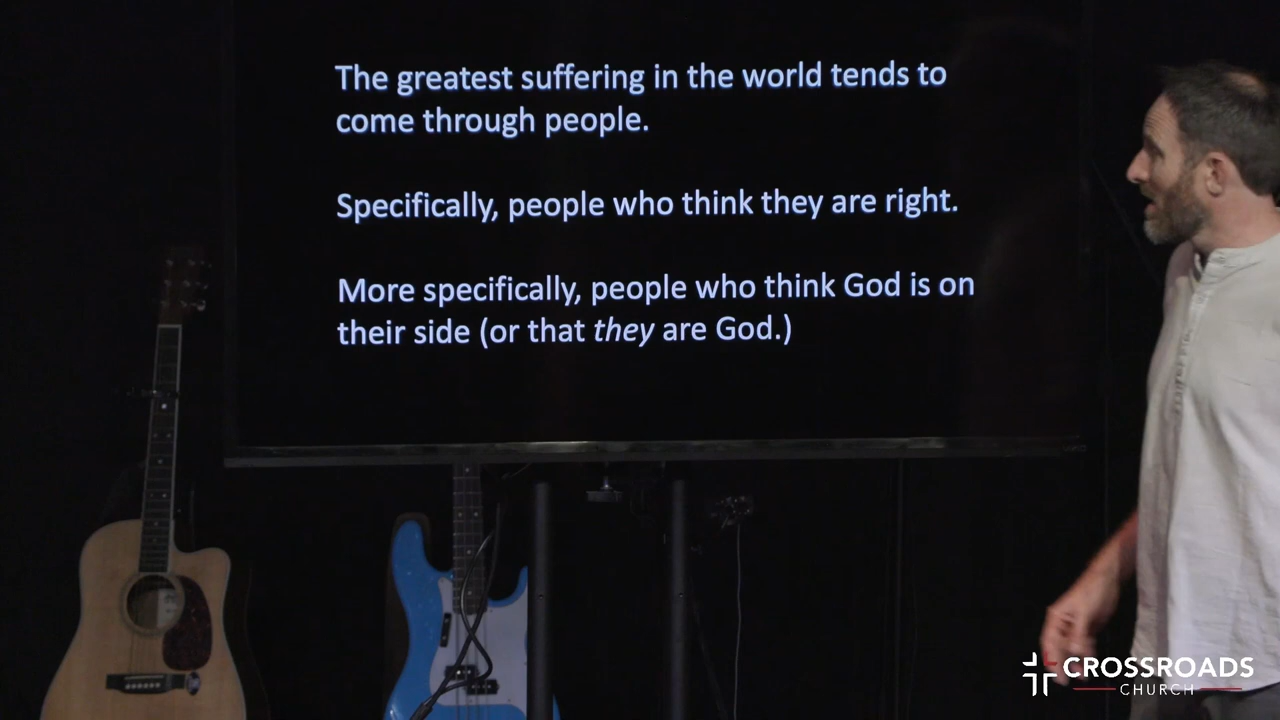 The greatest suffering in the world tends to
come through people.
Specifically, people who think they are right.
More specifically, people who think God is on
their side (or that they are God.)
CROSSROADS
CHURCH